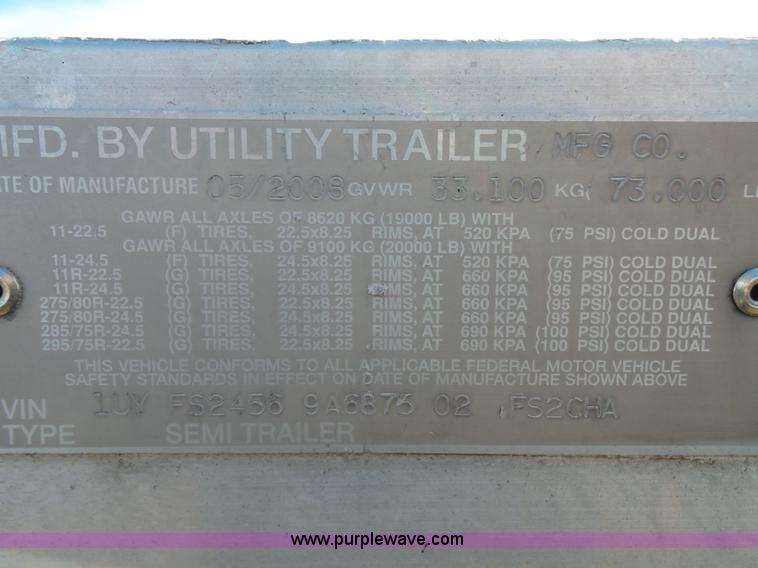 MFD. BY UTILITY TRAILER MFG CO.
ATE OF MANUFACTURE 05/2008 GVWR 33,100 KG( 73,000 L
GAWR ALL AXLES OF 8620 KG (19000 LB) WITH
11-22.5 (F) TIRES, 22.5x8.25 RIMS, AT 520 KPA (75 PSI) COLD DUAL
GAWR ALL AXLES OF 9100 KG (20000 LB) WITH
11-24.5 (F) TIRES, 24.5x8.25 RIMS, AT 520 KPA (75 PSI) COLD DUAL
11R-22.5 (G) TIRES, 22.5x8.25 RIMS, AT 660 KPA (95 PSI) COLD DUAL
11R-24.5 (G) TIRES, 24.5x8.25 RIMS, AT 660 KPA (95 PSI) COLD DUAL
275/80R-22.5 (G) TIRES, 22.5x8.25 RIMS, AT 660 KPA (95 PSI) COLD DUAL
275/80R-24.5 (G) TIRES, 24.5x8.25 RIMS, AT 660 KPA (95 PSI) COLD DUAL
285/75R-24.5 (G) TIRES, 24.5x8.25 RIMS, AT 690 KPA (100 PSI) COLD DUAL
295/75R-22.5 (G) TIRES, 22.5x8.25 RIMS, AT 690 KPA (100 PSI) COLD DUAL
THIS VEHICLE CONFORMS TO ALL APPLICABLE FEDERAL MOTOR VEHICLE
SAFETY STANDARDS IN EFFECT ON DATE OF MANUFACTURE SHOWN ABOVE
VIN 1UY FS2456 9A6875 02 FS2CHA
TYPE SEMI TRAILER
www.purplewave.com